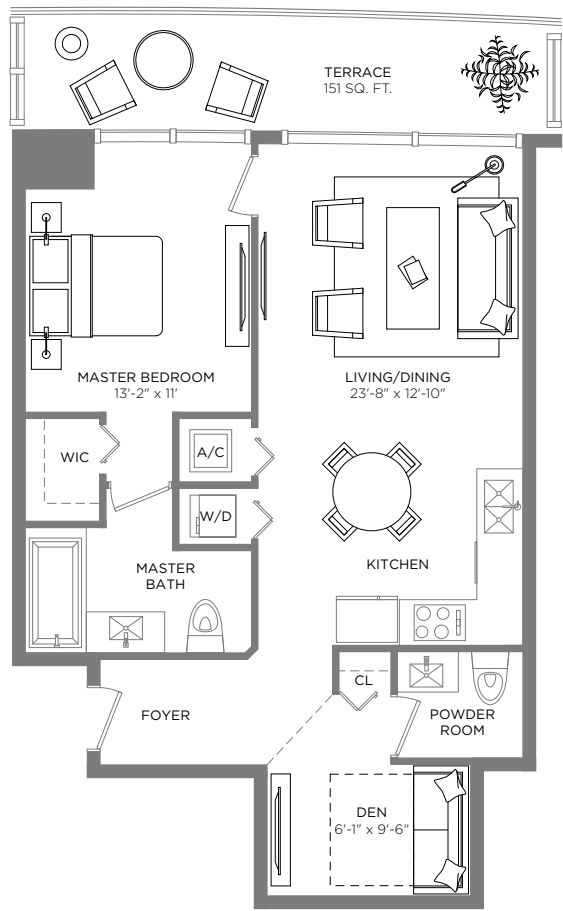 TERRACE
151 SQ. FT.
MASTER BEDROOM
13'-2" x 11'
LIVING/DINING
23'-8" x 12'-10"
WIC
A/C
W/D
MASTER
BATH
KITCHEN
CL
FOYER
POWDER
ROOM
DEN
6'-1" x 9'-6"